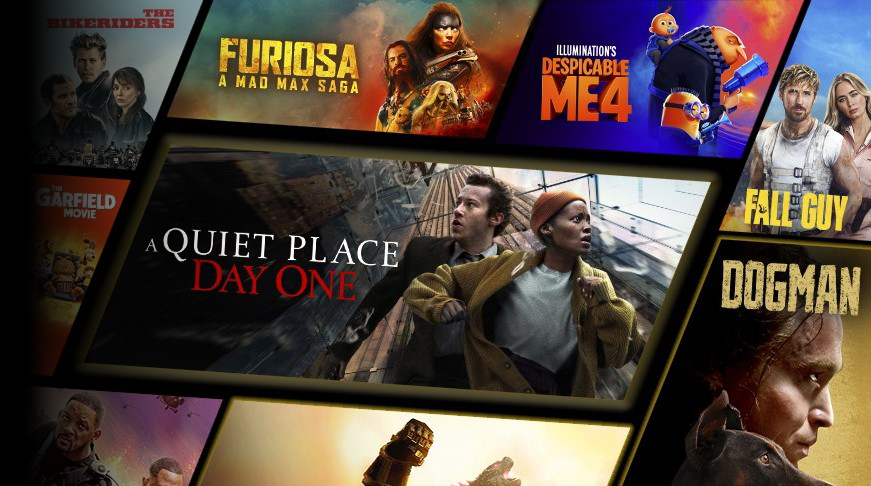 THE
BIKERIDERS
FURIOSA
A MAD MAX SAGA
ILLUMINATION'S
DESPICABLE
ME 4
FALL GUY
THE
GARFIELD
MOVIE
A QUIET PLACE
DAY ONE
DOGMAN